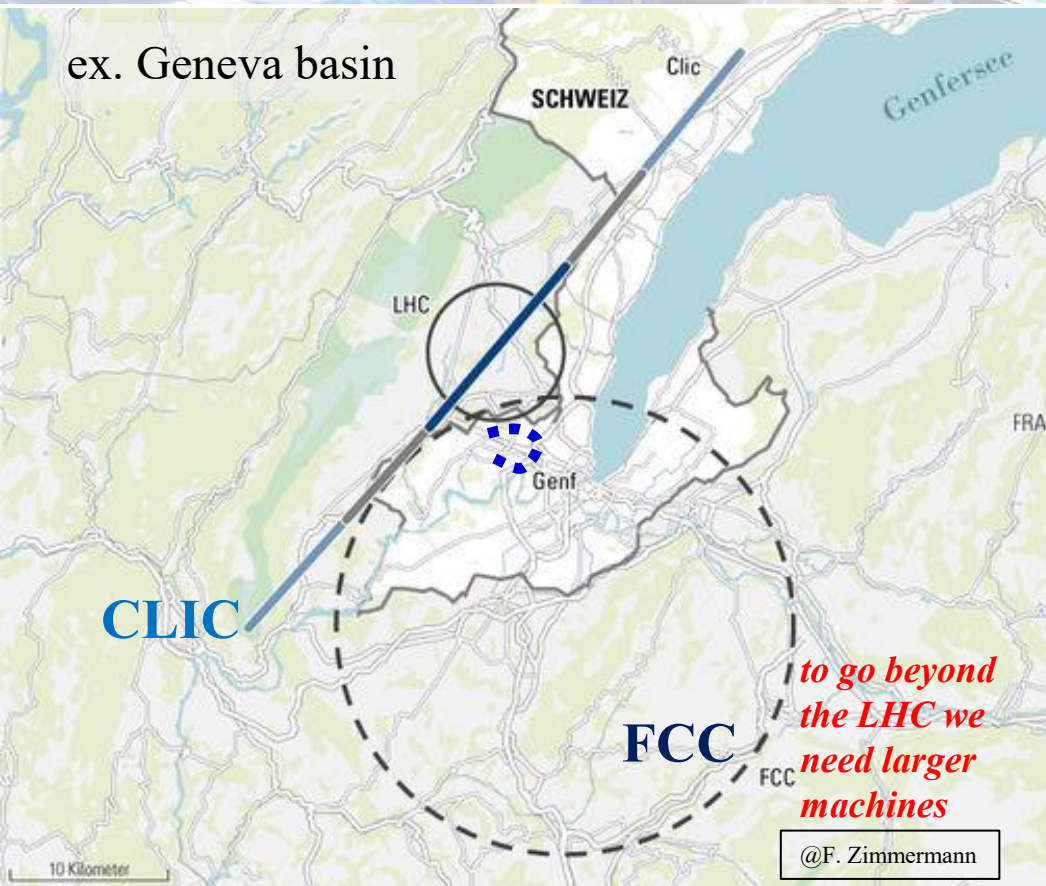 ex. Geneva basin
Clic
SCHWEIZ
Genfersee
LHC
FRA
Genf
CLIC
to go beyond
the LHC we
need larger
machines
FCC
FCC
10 Kilometer
@F. Zimmermann